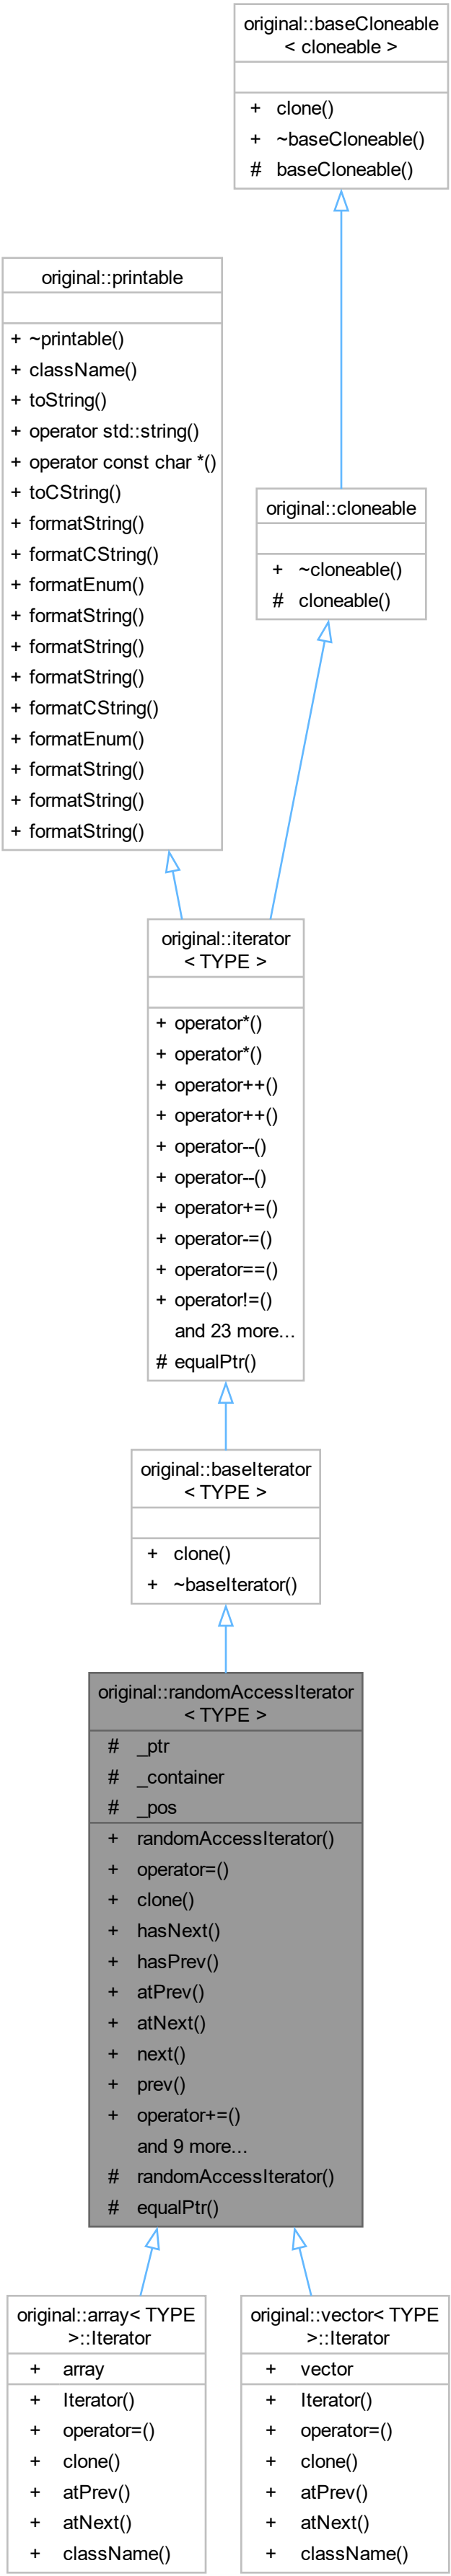 original::baseCloneable
< cloneable >
+ clone()
+ ~baseCloneable()
# baseCloneable()
original::printable
+ ~printable()
+ className()
+ toString()
+ operator std::string()
+ operator const char *()
+ toCString()
+ formatString()
+ formatCString()
+ formatEnum()
+ formatString()
+ formatString()
+ formatString()
+ formatCString()
+ formatEnum()
+ formatString()
+ formatString()
+ formatString()
original::cloneable
+ ~cloneable()
# cloneable()
original::iterator
< TYPE >
+ operator*()
+ operator*()
+ operator++()
+ operator++()
+ operator--()
+ operator--()
+ operator+=()
+ operator-=()
+ operator==()
+ operator!=()
and 23 more...
# equalPtr()
original::baseIterator
< TYPE >
+ clone()
+ ~baseIterator()
original::randomAccessIterator
< TYPE >
# _ptr
# _container
# _pos
+ randomAccessIterator()
+ operator=()
+ clone()
+ hasNext()
+ hasPrev()
+ atPrev()
+ atNext()
+ next()
+ prev()
+ operator+=()
and 9 more...
# randomAccessIterator()
# equalPtr()
original::array< TYPE
>::Iterator
+ array
+ Iterator()
+ operator=()
+ clone()
+ atPrev()
+ atNext()
+ className()
original::vector< TYPE
>::Iterator
+ vector
+ Iterator()
+ operator=()
+ clone()
+ atPrev()
+ atNext()
+ className()